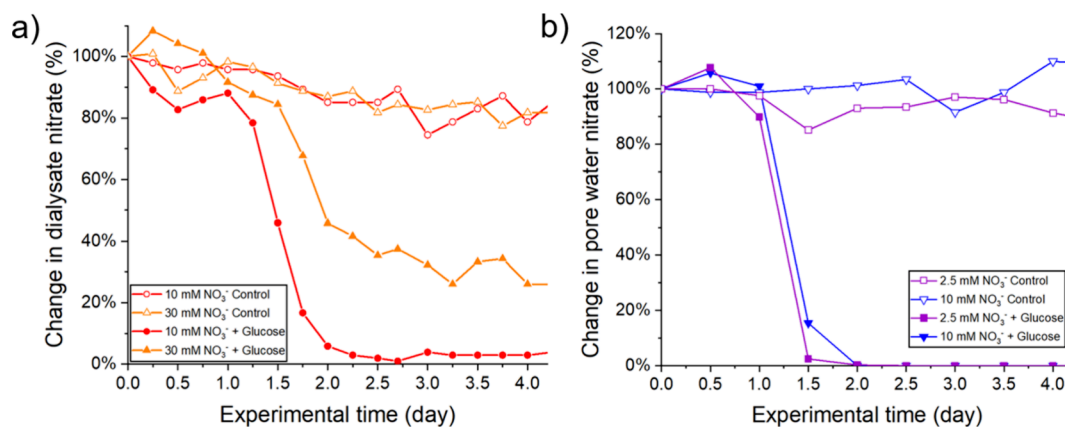 a)
Change in dialysate nitrate (%)
100%
80%
60%
40%
20%
0%
10 mM NO₃⁻ Control
30 mM NO₃⁻ Control
10 mM NO₃⁻ + Glucose
30 mM NO₃⁻ + Glucose
0.0 0.5 1.0 1.5 2.0 2.5 3.0 3.5 4.0
Experimental time (day)
b)
Change in pore water nitrate (%)
120%
100%
80%
60%
40%
20%
0%
2.5 mM NO₃⁻ Control
10 mM NO₃⁻ Control
2.5 mM NO₃⁻ + Glucose
10 mM NO₃⁻ + Glucose
0.0 0.5 1.0 1.5 2.0 2.5 3.0 3.5 4.0
Experimental time (day)